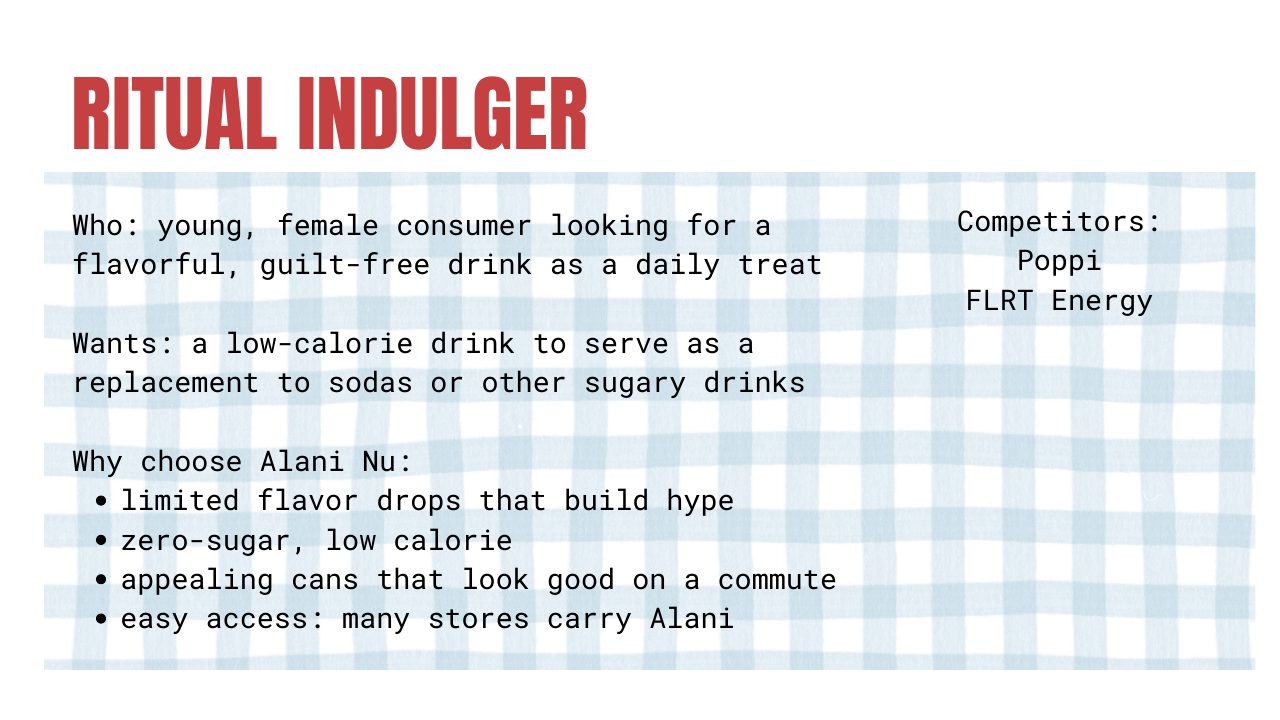 RITUAL INDULGER
Who: young, female consumer looking for a
flavorful, guilt-free drink as a daily treat
Wants: a low-calorie drink to serve as a
replacement to sodas or other sugary drinks
Why choose Alani Nu:
• limited flavor drops that build hype
• zero-sugar, low calorie
• appealing cans that look good on a commute
• easy access: many stores carry Alani
Competitors:
Poppi
FLRT Energy